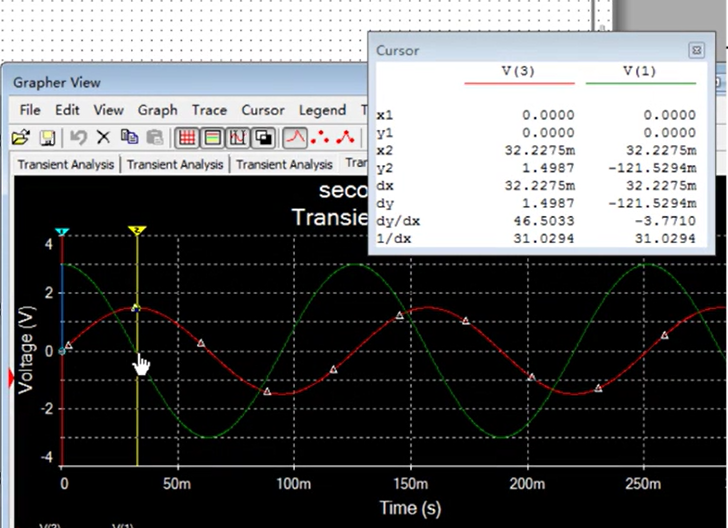 Cursor
V(3) V(1)
x1 0.0000 0.0000
y1 0.0000 0.0000
x2 32.2275m 32.2275m
y2 1.4987 -121.5294m
dx 32.2275m 32.2275m
dy 1.4987 -121.5294m
dy/dx 46.5033 -3.7710
1/dx 31.0294 31.0294
Grapher View
File Edit View Graph Trace Cursor Legend T
Transient Analysis Transient Analysis Transient Analysis Tran
seco
Transie
1 2
4
2
0
-2
-4
Voltage (V)
0 50m 100m 150m 200m 250m
Time (s)
V(1)